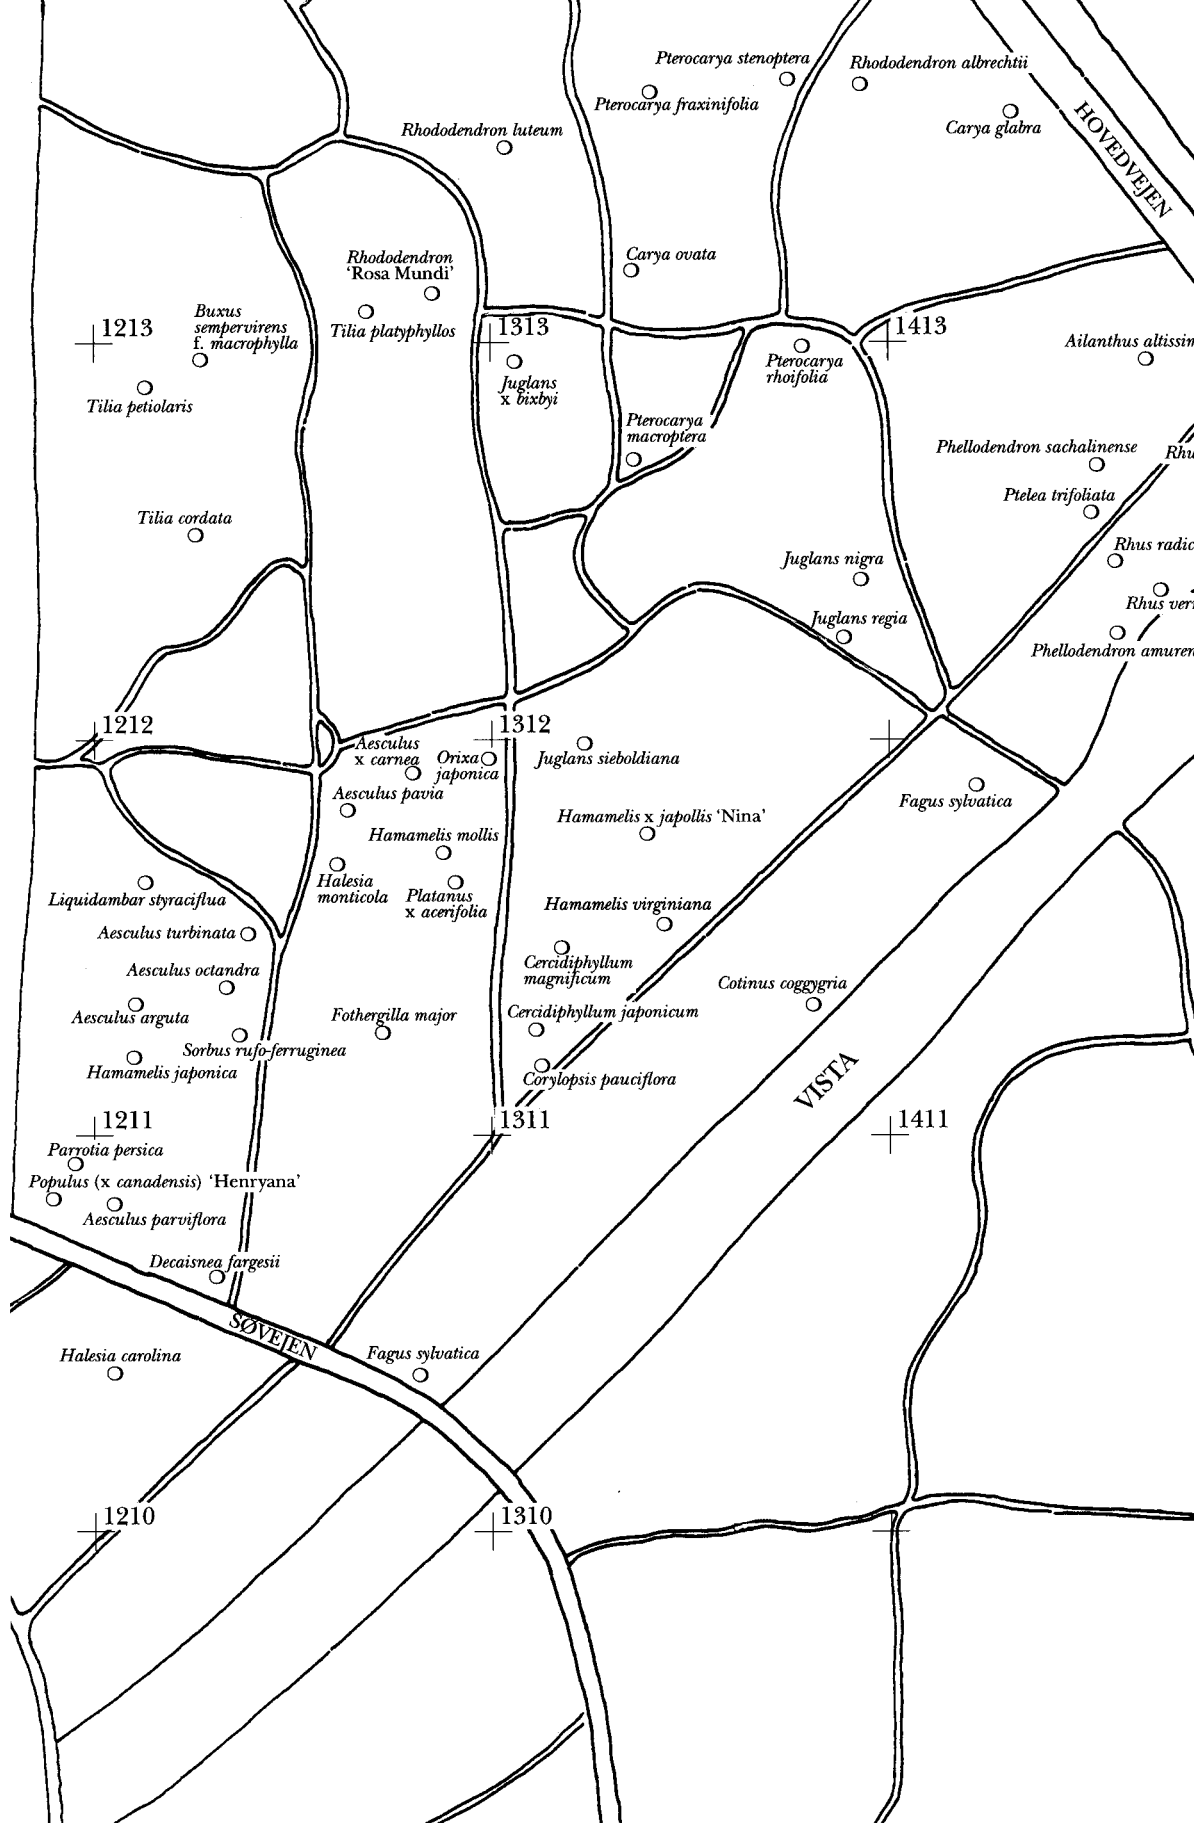 Pterocarya stenoptera
Rhododendron albrechtii
Pterocarya fraxinifolia
Carya glabra
Rhododendron luteum
HOVEDVEJEN
Carya ovata
Rhododendron
‘Rosa Mundi’
Tilia platyphyllos
Buxus
sempervirens
f. macrophylla
1213
1313
1413
Ailanthus altissim
Pterocarya
rhoifolia
Juglans
x bixbyi
Tilia petiolaris
Pterocarya
macroptera
Phellodendron sachalinense
Rhu
Ptelea trifoliata
Tilia cordata
Rhus radic
Juglans nigra
Rhus ver
Juglans regia
Phellodendron amuren
1212
1312
Aesculus
x carnea
Orixa
japonica
Juglans sieboldiana
Aesculus pavia
Fagus sylvatica
Hamamelis x japollis ‘Nina’
Hamamelis mollis
Halesia
monticola
Platanus
x acerifolia
Liquidambar styraciflua
Hamamelis virginiana
Aesculus turbinata
Cercidiphyllum
magnificum
Aesculus octandra
Cotinus coggygria
Aesculus arguta
Fothergilla major
Cercidiphyllum japonicum
Sorbus rufo-ferruginea
Hamamelis japonica
Corylopsis pauciflora
VISTA
1211
1311
1411
Parrotia persica
Populus (x canadensis) ‘Henryana’
Aesculus parviflora
Decaisnea fargesii
SØVEJEN
Halesia carolina
Fagus sylvatica
1210
1310